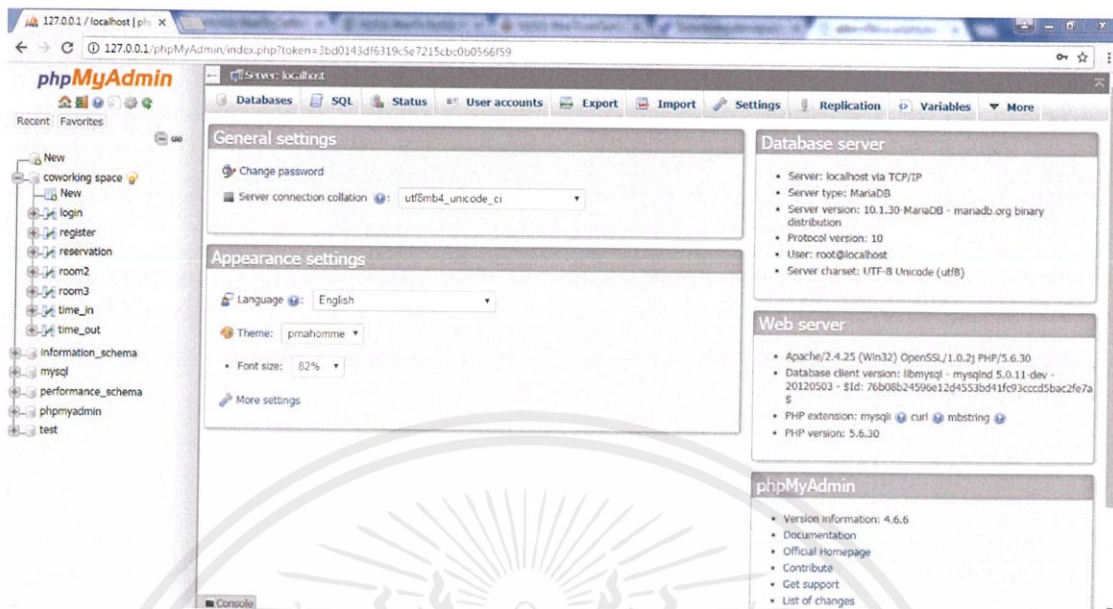 127.0.0.1 / localhost | ph
127.0.0.1/phpMyAdmin/index.php?token=3bd0143df6319c5e7215cbc0b0566f59
phpMyAdmin
Recent Favorites
New
coworking space
New
login
register
reservation
room2
room3
time_in
time_out
information_schema
mysql
performance_schema
phpmyadmin
test
Server: localhost
Databases SQL Status User accounts Export Import Settings Replication Variables More
General settings
Change password
Server connection collation : utf8mb4_unicode_ci
Appearance settings
Language : English
Theme: pmahomme
Font size: 82%
More settings
Database server
Server: localhost via TCP/IP
Server type: MariaDB
Server version: 10.1.30-MariaDB - mariadb.org binary
distribution
Protocol version: 10
User: root@localhost
Server charset: UTF-8 Unicode (utf8)
Web server
Apache/2.4.25 (Win32) OpenSSL/1.0.2j PHP/5.6.30
Database client version: libmysql - mysqlnd 5.0.11-dev -
20120503 - $Id: 76b08b24596e12d4553bd41fc93cccd5bac2fe7a
$
PHP extension: mysqli curl mbstring
PHP version: 5.6.30
phpMyAdmin
Version information: 4.6.6
Documentation
Official Homepage
Contribute
Get support
List of changes
Console